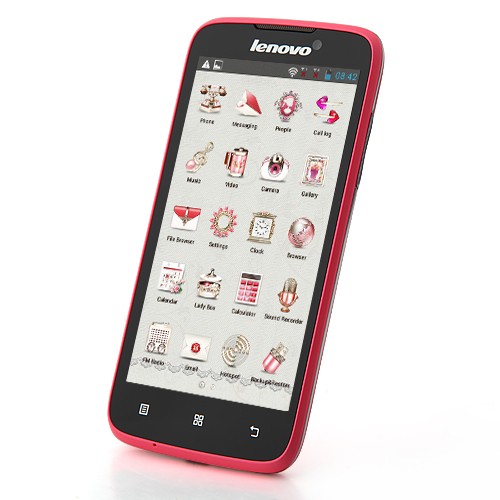 lenovo
08:42
Phone
Messaging
People
Call log
Music
Video
Camera
Gallery
File Browser
Settings
Clock
Browser
Calendar
Lady Box
Calculator
Sound Recorder
FM Radio
Email
Hotspot
Backup&Restore